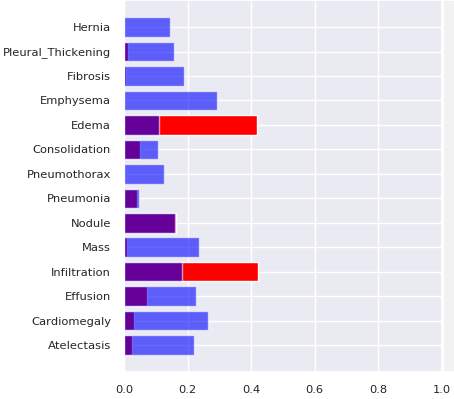 Hernia
Pleural_Thickening
Fibrosis
Emphysema
Edema
Consolidation
Pneumothorax
Pneumonia
Nodule
Mass
Infiltration
Effusion
Cardiomegaly
Atelectasis
0.0 0.2 0.4 0.6 0.8 1.0